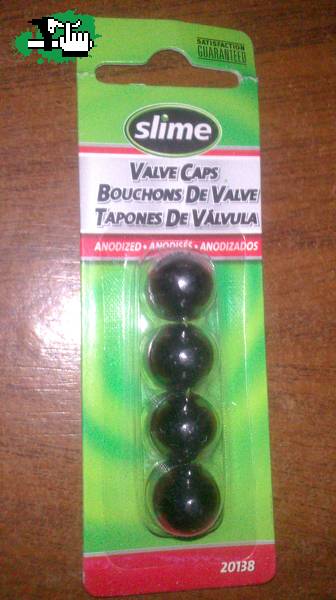 SATISFACTION
GUARANTEED
slime
VALVE CAPS
BOUCHONS DE VALVE
TAPONES DE VÁLVULA
ANODIZED • ANODISÉS • ANODIZADOS
20138